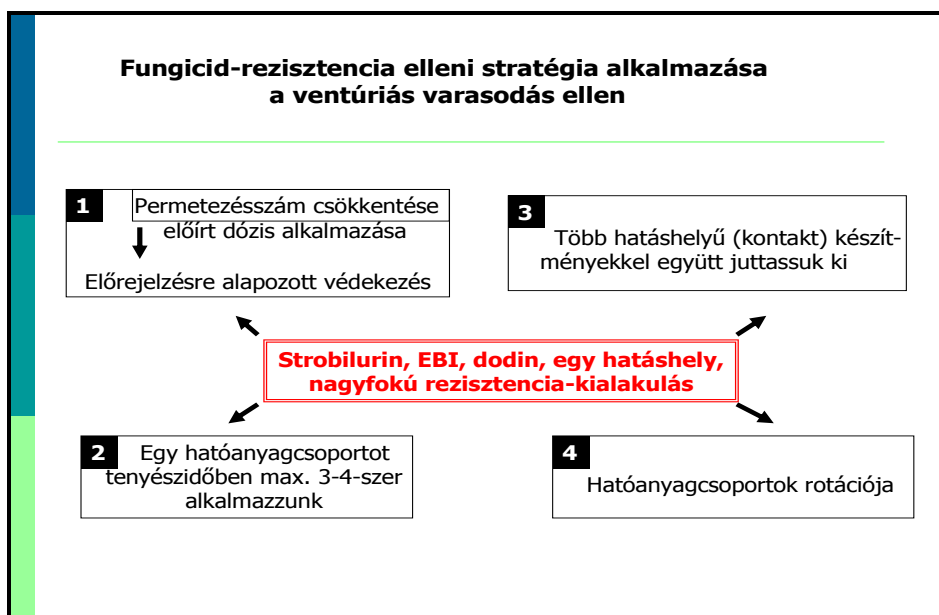 Fungicid-rezisztencia elleni stratégia alkalmazása
a ventúriás varasodás ellen
1
Permetezésszám csökkentése
előírt dózis alkalmazása
Előrejelzésre alapozott védekezés
3
Több hatáshelyű (kontakt) készít-
ményekkel együtt juttassuk ki
Strobilurin, EBI, dodin, egy hatáshely,
nagyfokú rezisztencia-kialakulás
2
Egy hatóanyagcsoportot
tenyészidőben max. 3-4-szer
alkalmazzunk
4
Hatóanyagcsoportok rotációja